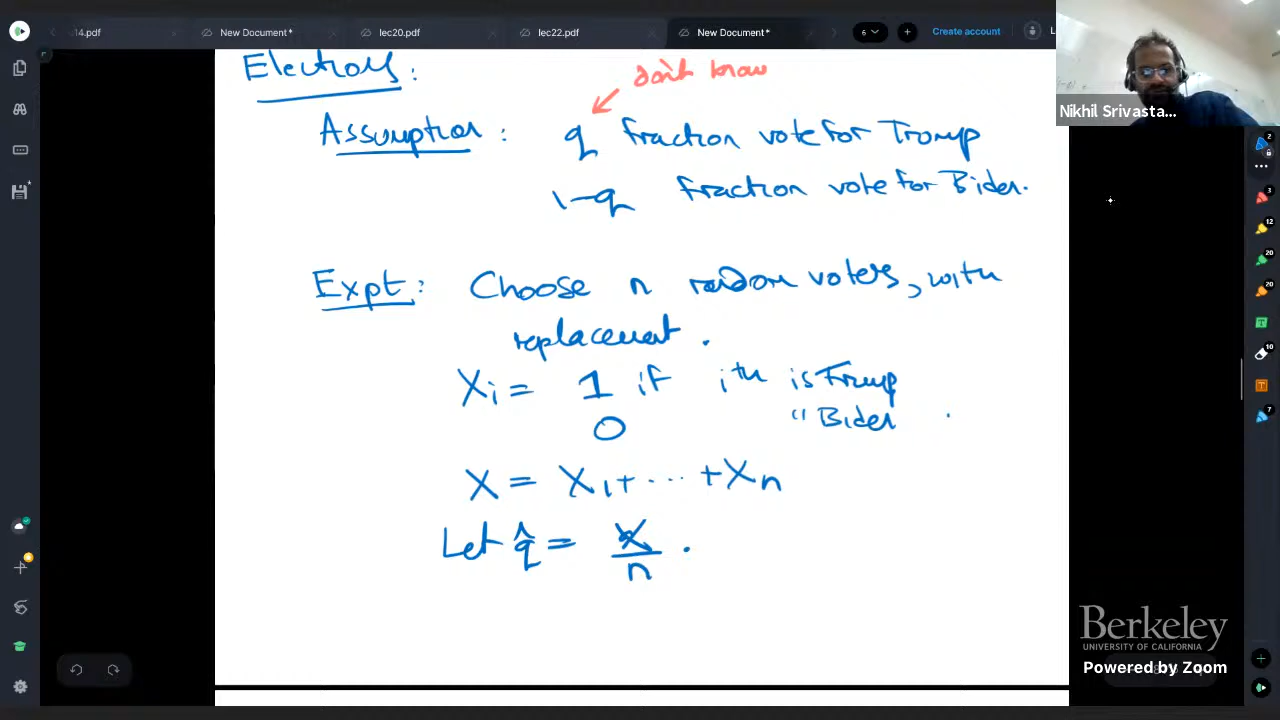 14.pdf
New Document*
lec20.pdf
lec22.pdf
New Document*
6
Create account
Nikhil Srivasta...
Elections:
don't know
Assumption: q fraction vote for Trump
1-q fraction vote for Biden.
Expt: Choose n random voters, with
replacement.
Xi = 1 if ith is Trump
0 " Biden
X = X1+...+Xn
Let q̂ = X/n.
Berkeley
UNIVERSITY OF CALIFORNIA
Powered by Zoom